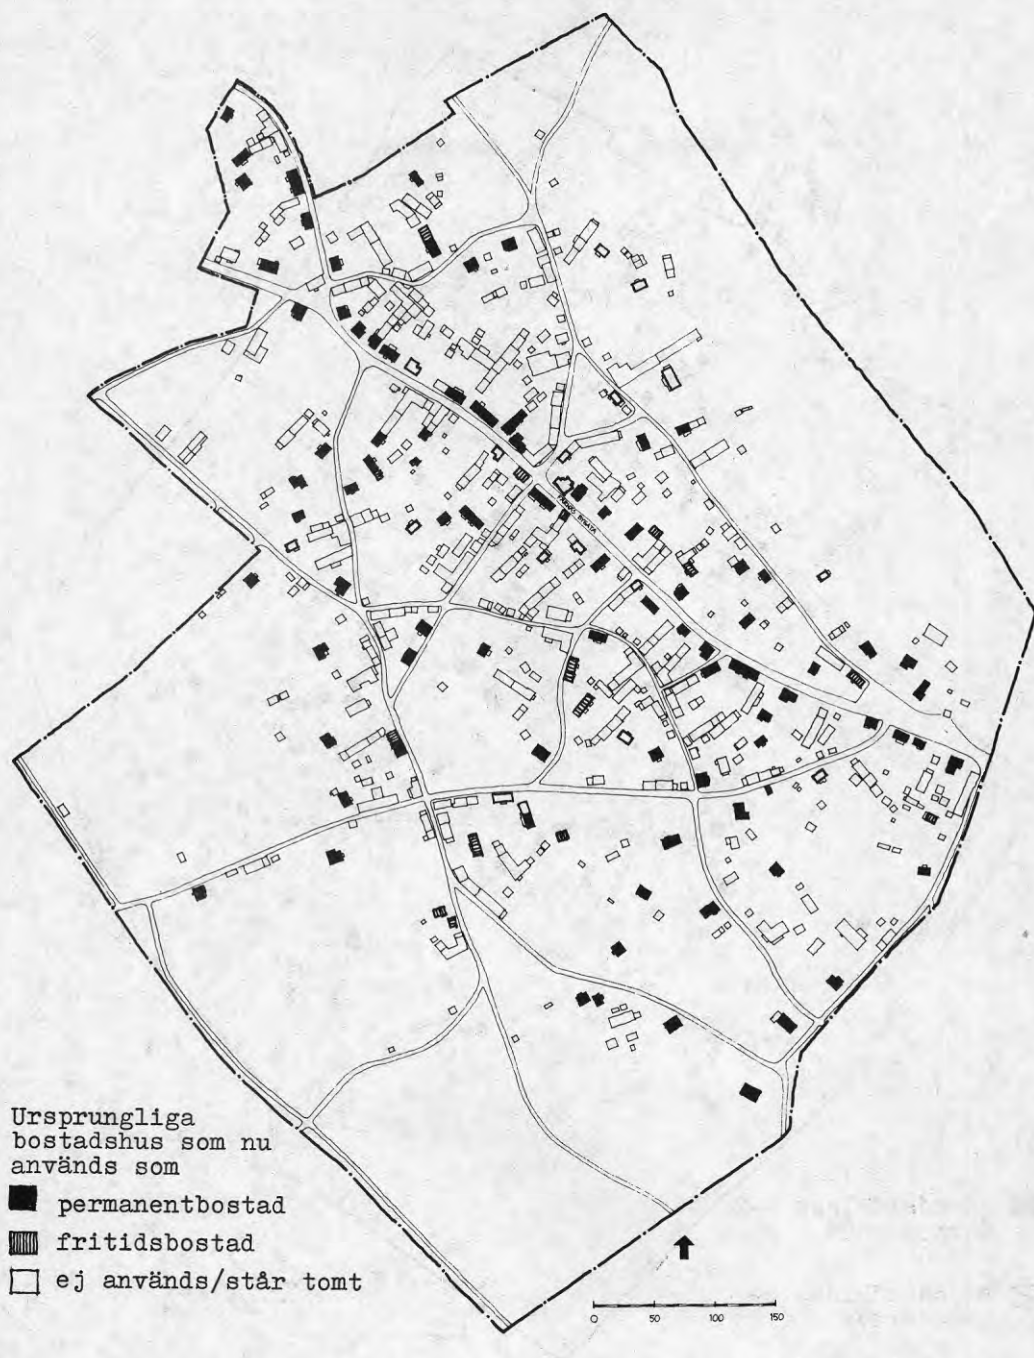 Ursprungliga
bostadshus som nu
används som
permanentbostad
fritidsbostad
ej används/står tomt
0 50 100 150